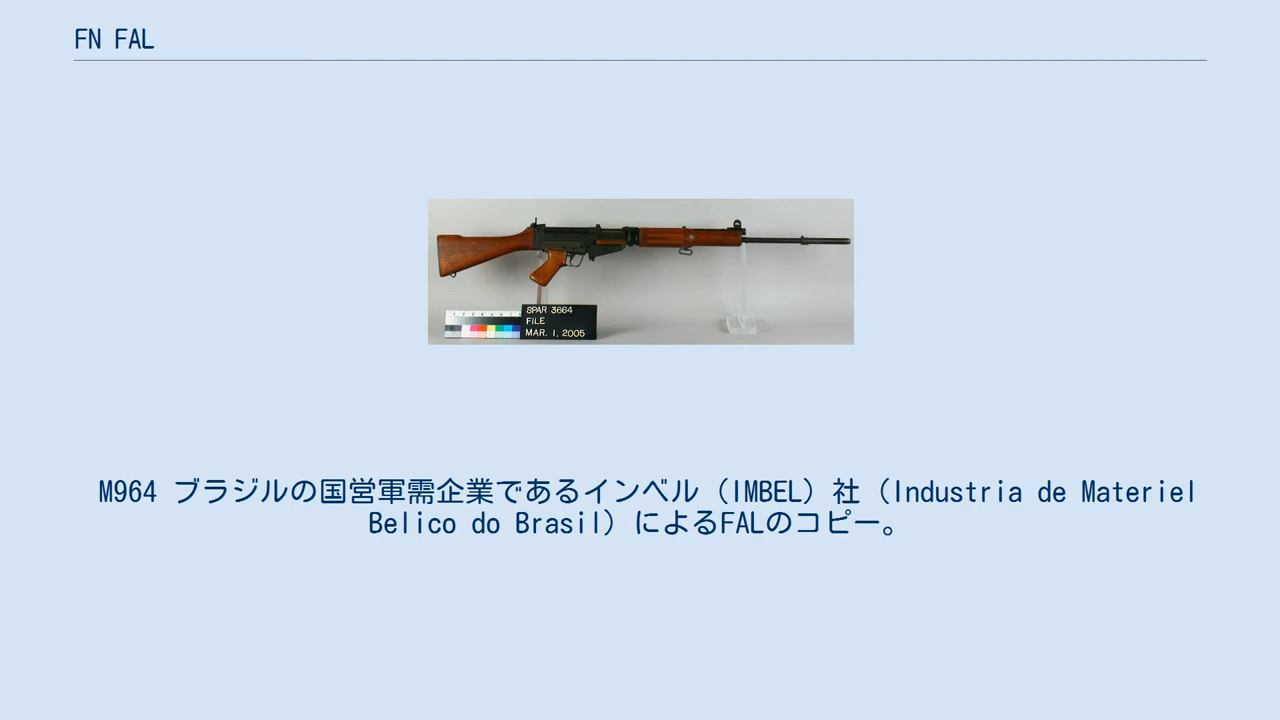 FN FAL
SPAR 3664
FILE
MAR. 1, 2005
M964 ブラジルの国営軍需企業であるインベル（IMBEL）社（Industria de Materiel
Belico do Brasil）によるFALのコピー。